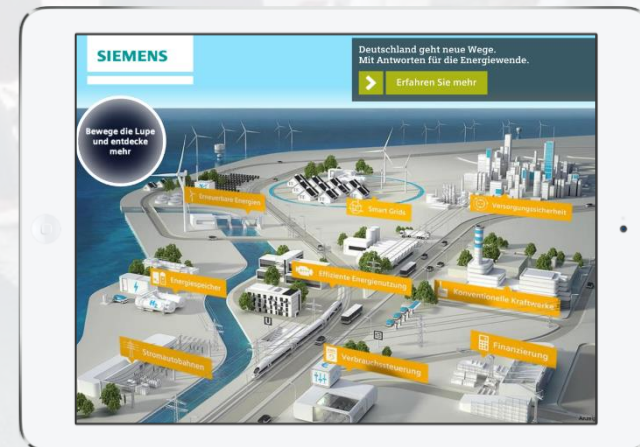 SIEMENS
Deutschland geht neue Wege.
Mit Antworten für die Energiewende.
Erfahren Sie mehr
Bewege die Lupe
und entdecke
mehr
Erneuerbare Energien
Smart Grids
Versorgungssicherheit
Energiespeicher
H₂
Effiziente Energienutzung
Konventionelle Kraftwerke
U
Stromautobahnen
Verbrauchssteuerung
Finanzierung